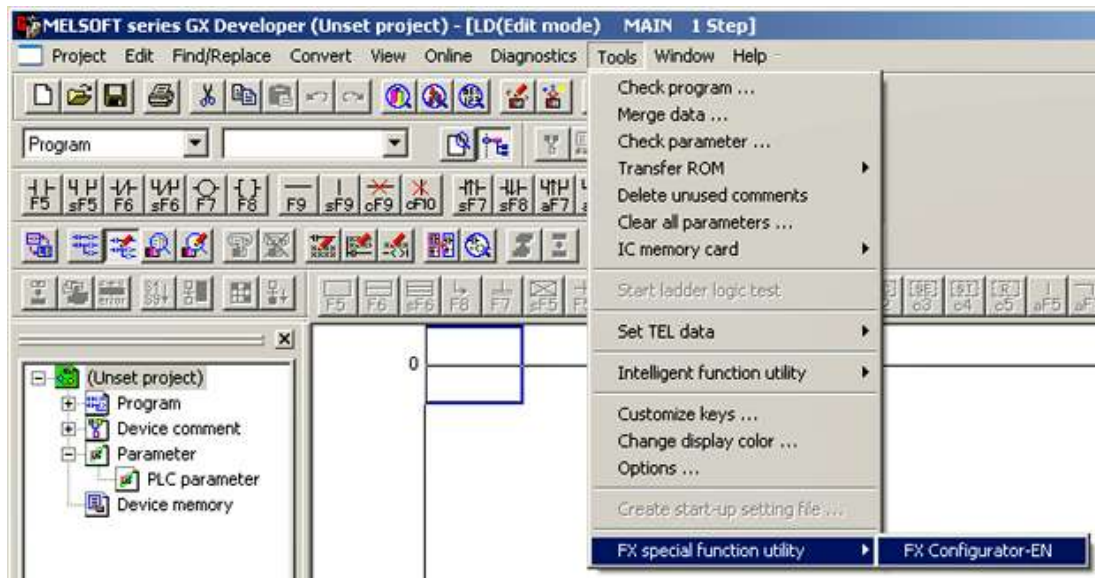 MELSOFT series GX Developer (Unset project) - [LD(Edit mode) MAIN 1 Step]
Project Edit Find/Replace Convert View Online Diagnostics Tools Window Help
Program
F5 sF5 F6 sF6 F7 F8 F9 sF9 cF9 cF10 sF7 sF8 aF7
error
F5 F6 sF6 F8 F7 sF5
c3 c4 c5 aF5
Check program ...
Merge data ...
Check parameter ...
Transfer ROM
Delete unused comments
Clear all parameters ...
IC memory card
Start ladder logic test
Set TEL data
Intelligent function utility
Customize keys ...
Change display color ...
Options ...
Create start-up setting file ...
FX special function utility
FX Configurator-EN
0
(Unset project)
Program
Device comment
Parameter
PLC parameter
Device memory